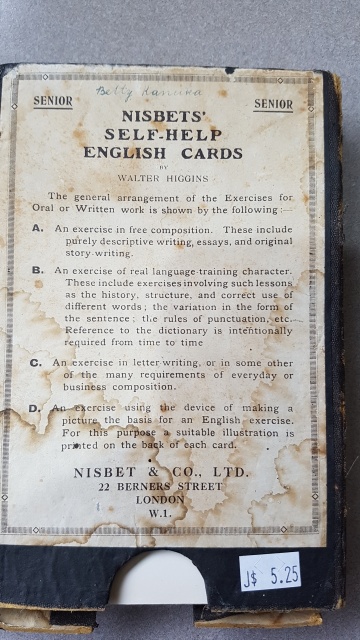 Betty
SENIOR
SENIOR
NISBETS'
SELF-HELP
ENGLISH CARDS
BY
WALTER HIGGINS
The general arrangement of the Exercises for
Oral or Written work is shown by the following :—
A. An exercise in free composition. These include
purely descriptive writing, essays, and original
story-writing.
B. An exercise of real language-training character.
These include exercises involving such lessons
as the history, structure, and correct use of
different words ; the variation in the form of
the sentence ; the rules of punctuation, etc.
Reference to the dictionary is intentionally
required from time to time
C. An exercise in letter-writing, or in some other
of the many requirements of everyday or
business composition.
D. An exercise using the device of making a
picture the basis for an English exercise.
For this purpose a suitable illustration is
printed on the back of each card.
NISBET & CO., LTD.
22 BERNERS STREET
LONDON
W.1.
J$ 5.25